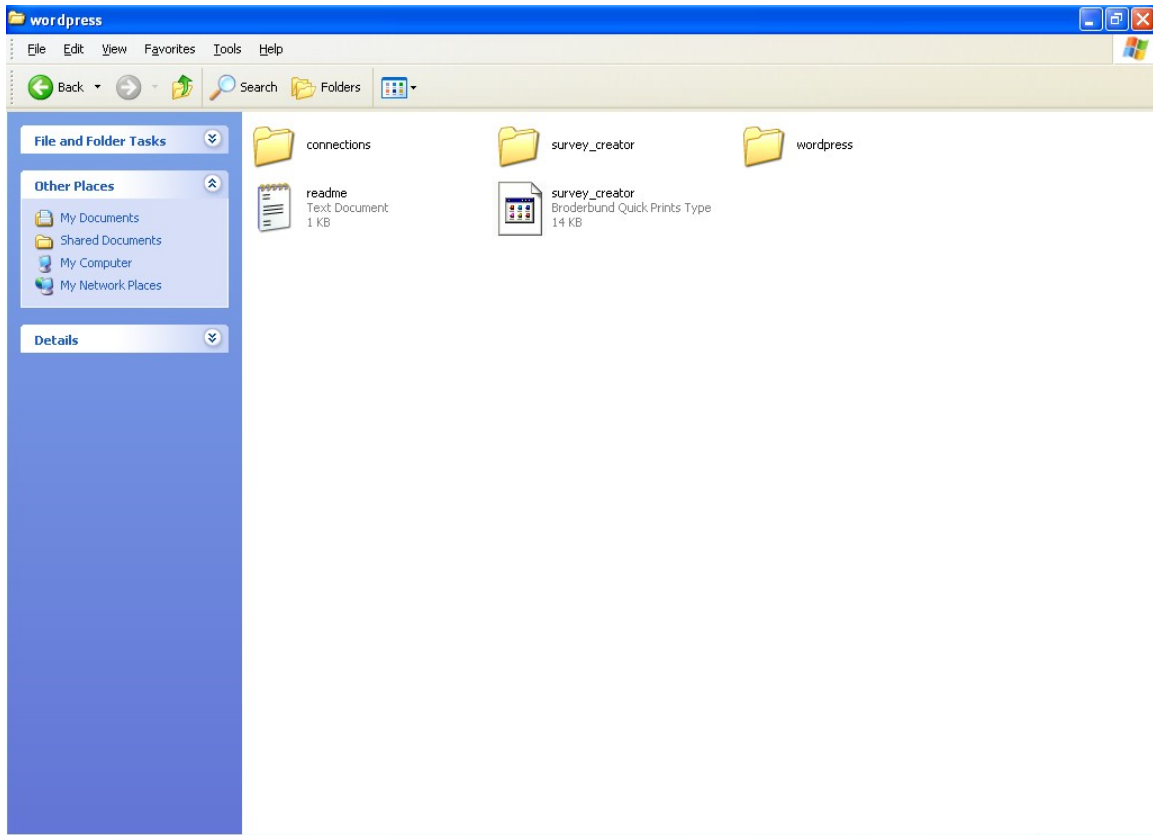 wordpress
File Edit View Favorites Tools Help
Back Search Folders
File and Folder Tasks
Other Places
My Documents
Shared Documents
My Computer
My Network Places
Details
connections
survey_creator
wordpress
readme
Text Document
1 KB
survey_creator
Broderbund Quick Prints Type
14 KB